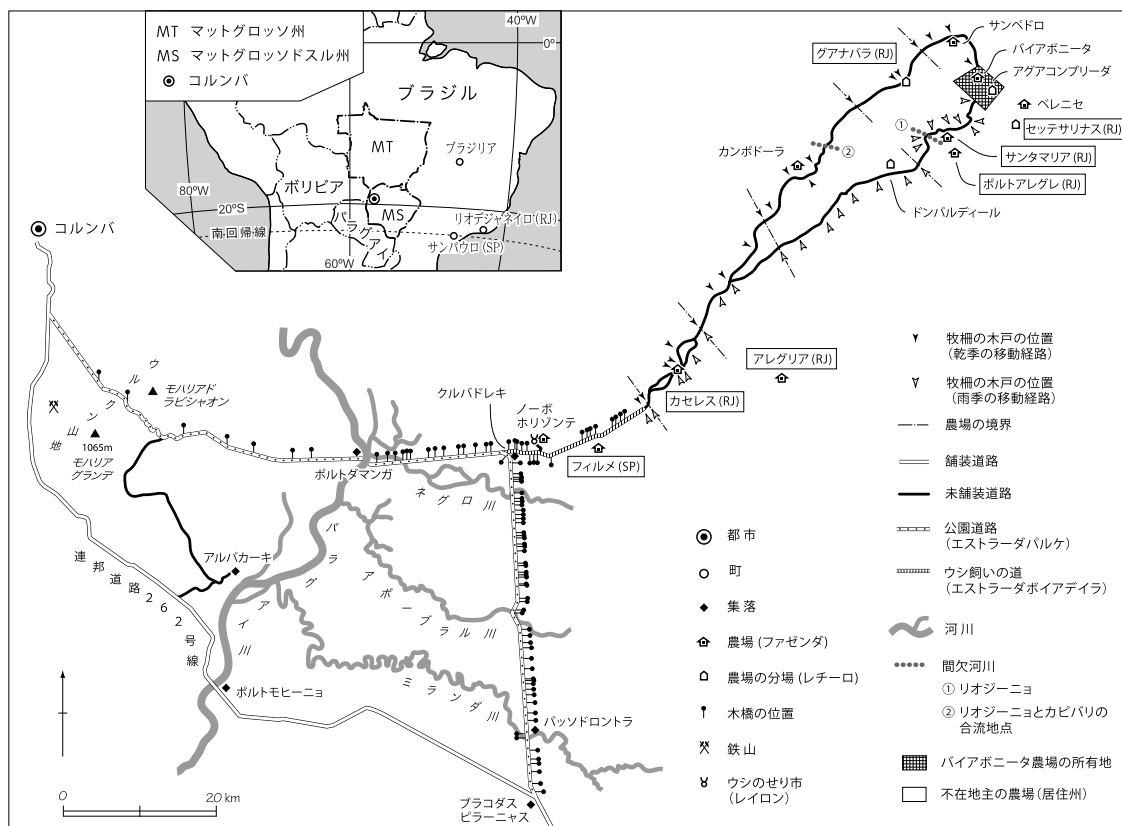 MT マットグロッソ州
MS マットグロッソドスル州
コルンバ
40°W
0°
ブラジル
MT
ブラジリア
ボリビア
80°W
20°S
MS
パラグアイ
リオデジャネイロ(RJ)
南回帰線
サンパウロ(SP)
60°W
サンペドロ
グアナバラ(RJ)
バイアボニータ
アグアコンプリーダ
ベレニセ
①
セッテサリナス(RJ)
カンポドーラ
②
サンタマリア(RJ)
ポルトアレグレ(RJ)
ドンバルディール
コルンバ
ウルクン山地
モハリアド
ラビシャオン
1065m
モハリア
グランデ
アレグリア(RJ)
クルバドレキ
ノーボ
ホリゾンテ
カセレス(RJ)
フィルメ(SP)
ポルトダマンガ
ネグロ川
パラグアイ川
アボーブラル川
アルパカーキ
連邦道路262号線
ミランダ川
ポルトモヒーニョ
パッソドロントラ
ブラコダス
ピラーニャス
0 20 km
都市
町
集落
農場(ファゼンダ)
農場の分場(レチーロ)
木橋の位置
鉄山
ウシのせり市
(レイロン)
牧柵の木戸の位置
(乾季の移動経路)
牧柵の木戸の位置
(雨季の移動経路)
農場の境界
舗装道路
未舗装道路
公園道路
(エストラーダパルケ)
ウシ飼いの道
(エストラーダボイアデイラ)
河川
間欠河川
① リオジーニョ
② リオジーニョとカピバリの
合流地点
バイアボニータ農場の所有地
不在地主の農場(居住州)